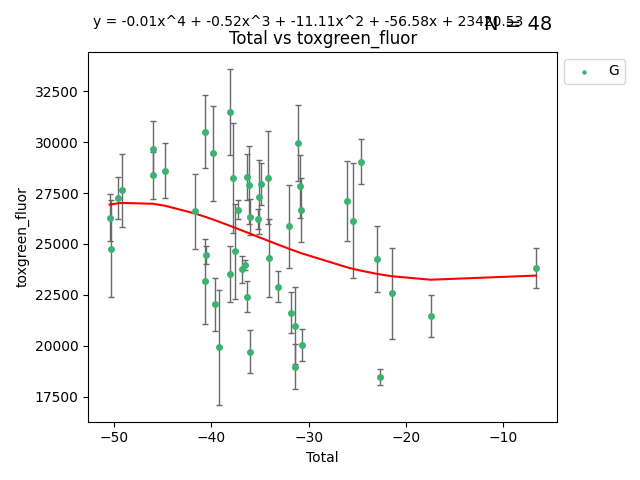 y = -0.01x^4 + -0.52x^3 + -11.11x^2 + -56.58x + 23420.53
N = 48
Total vs toxgreen_fluor
G
32500
30000
27500
25000
22500
20000
17500
toxgreen_fluor
−50
−40
−30
−20
−10
Total